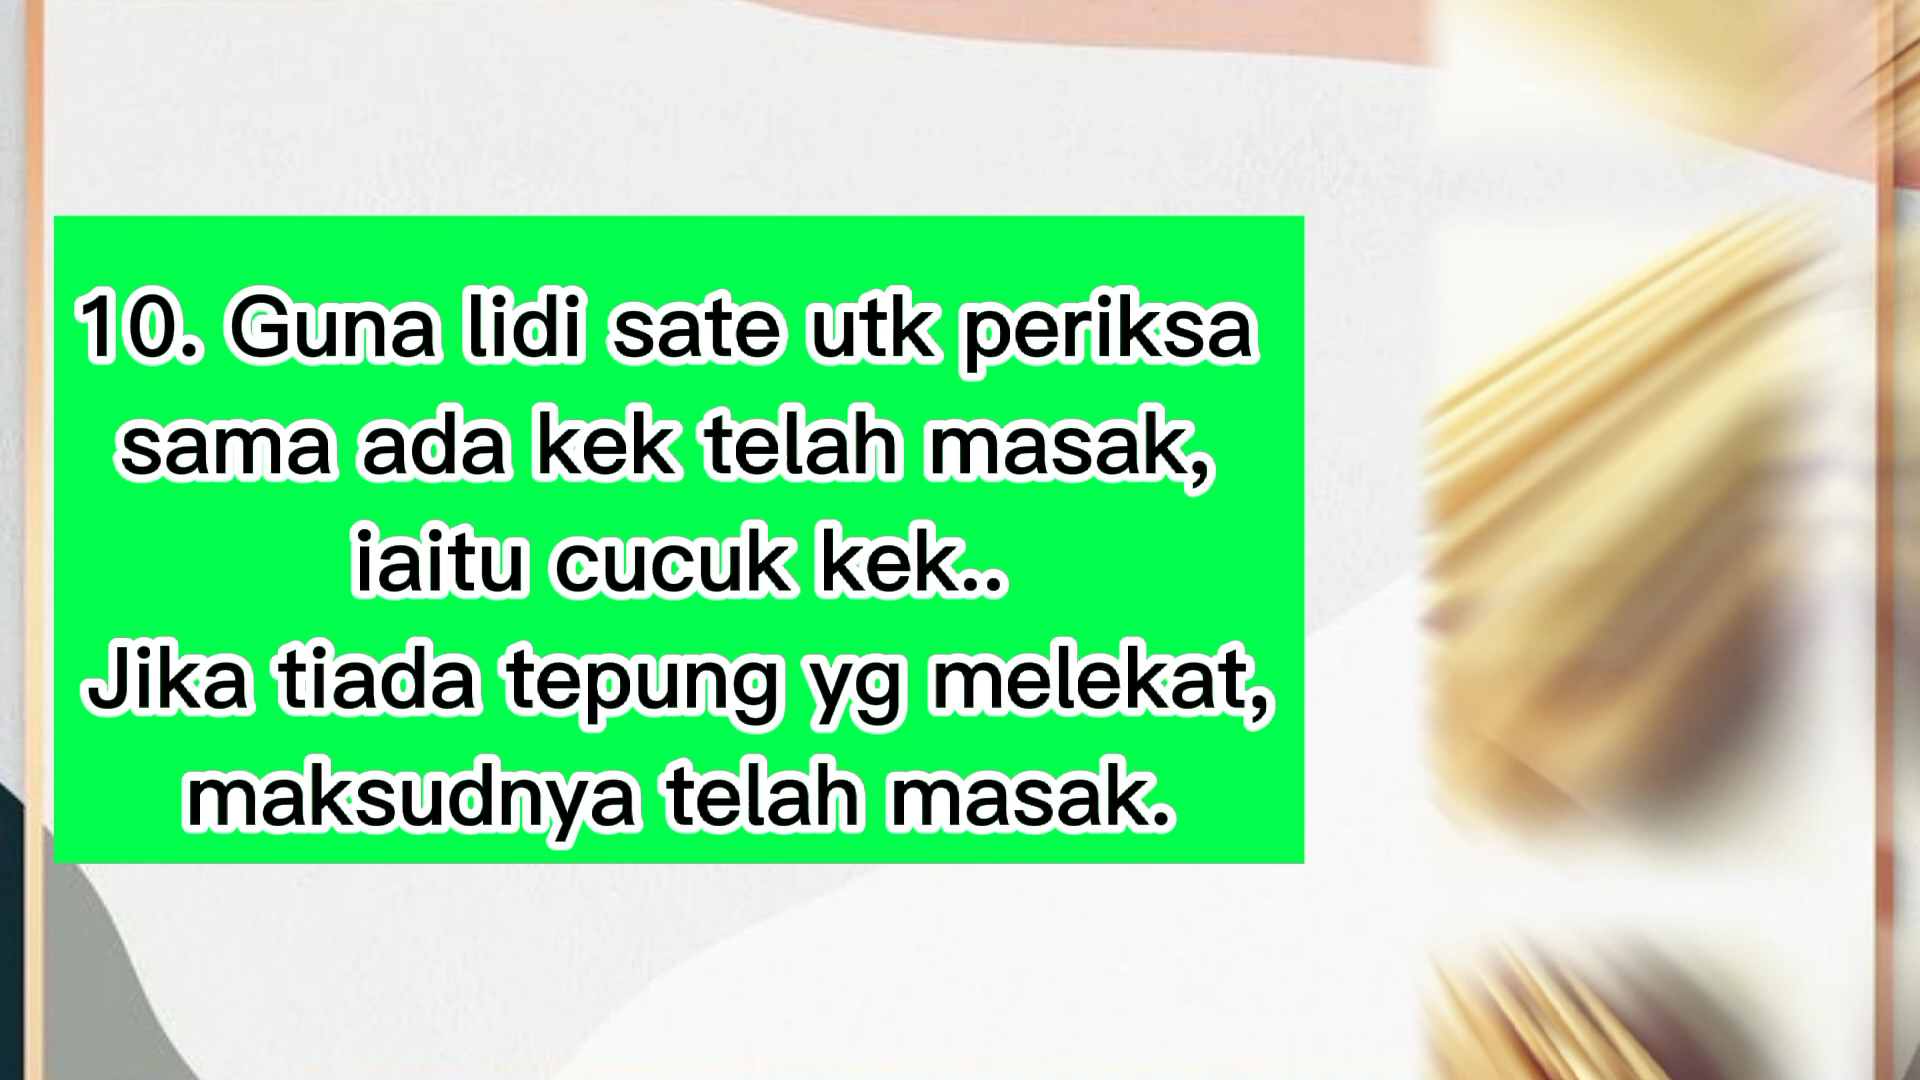 10. Guna lidi sate utk periksa
sama ada kek telah masak,
iaitu cucuk kek..
Jika tiada tepung yg melekat,
maksudnya telah masak.